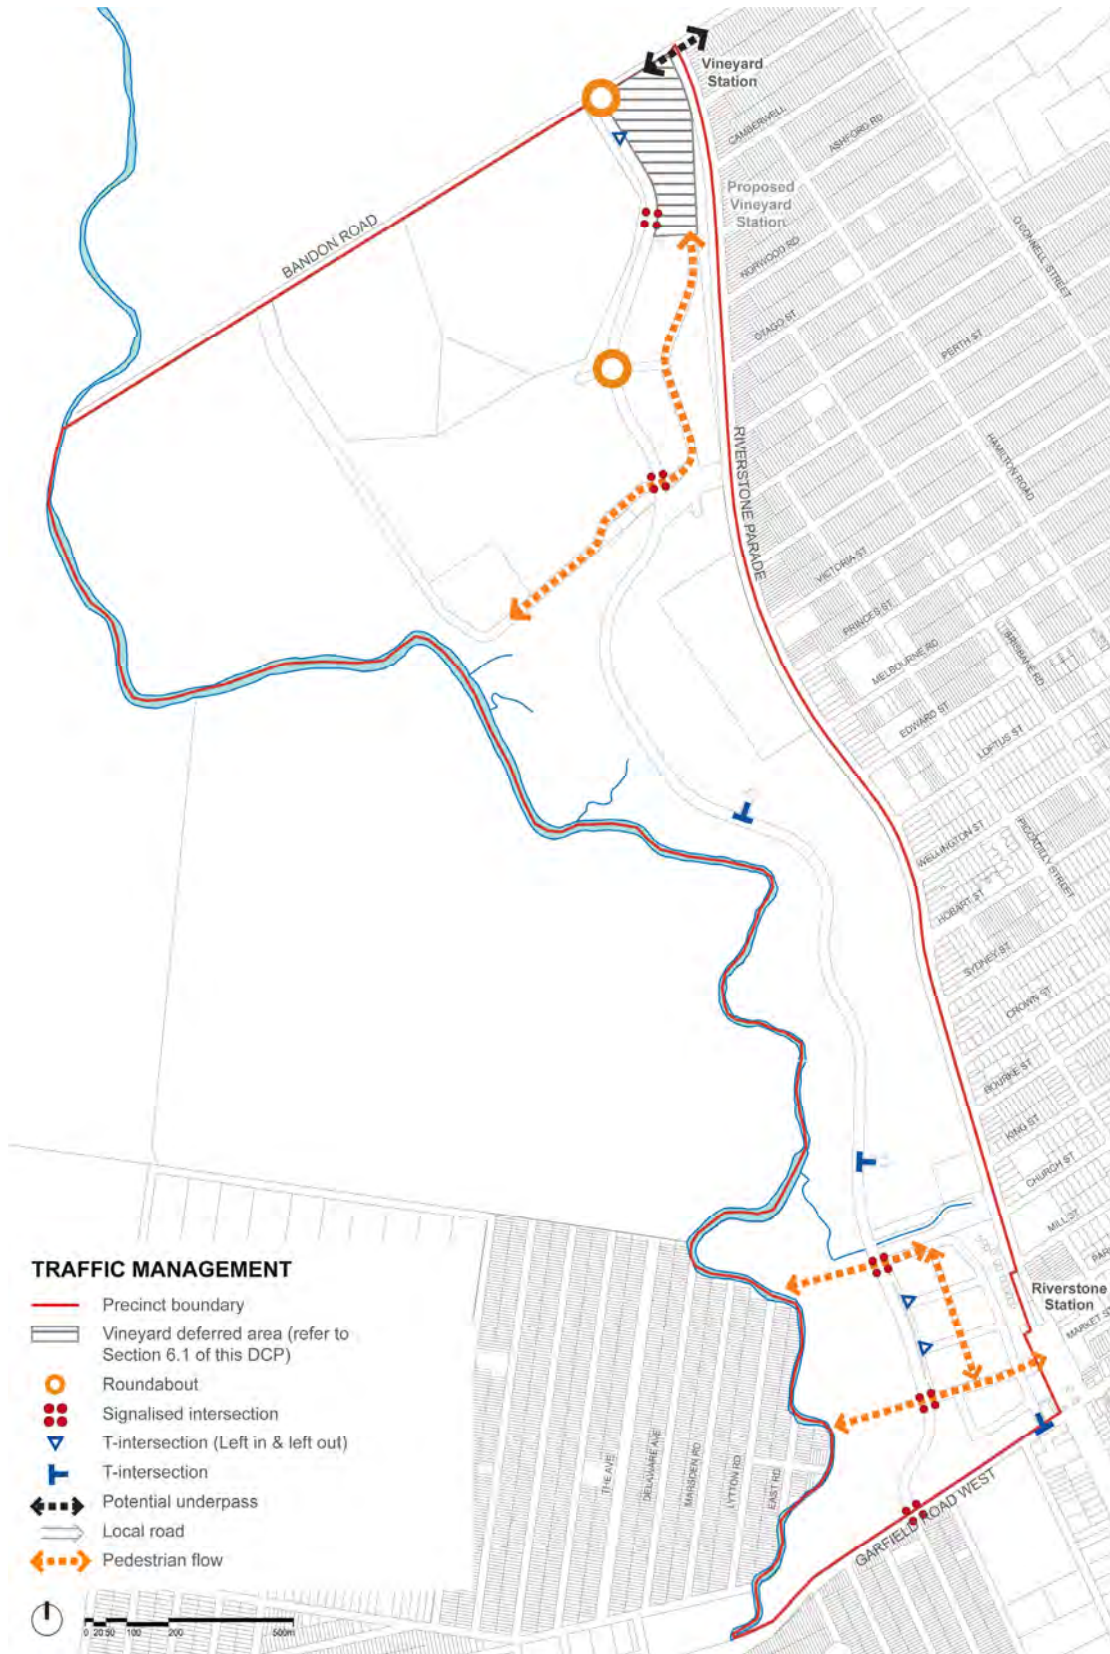 Vineyard
Station
CAMBERWELL
ASHFORD RD
Proposed
Vineyard
Station
O'CONNELL STREET
BANDON ROAD
NORWOOD RD
OTAGO ST
PERTH ST
RIVERSTONE PARADE
HAMILTON ROAD
VICTORIA ST
PRINCES ST
MELBOURNE RD
BRISBANE RD
EDWARD ST
LOFTUS ST
WELLINGTON ST
PICCADILLY STREET
HOBART ST
SYDNEY ST
CROWN ST
BOURKE ST
KING ST
CHURCH ST
MILL ST
PAR
Riverstone
Station
MARKET S
THE AVE
DELAWARE AVE
MARSDEN RD
LYTTON RD
EAST RD
GARFIELD ROAD WEST
TRAFFIC MANAGEMENT
Precinct boundary
Vineyard deferred area (refer to
Section 6.1 of this DCP)
Roundabout
Signalised intersection
T-intersection (Left in & left out)
T-intersection
Potential underpass
Local road
Pedestrian flow
0 20 50 100 200 500m